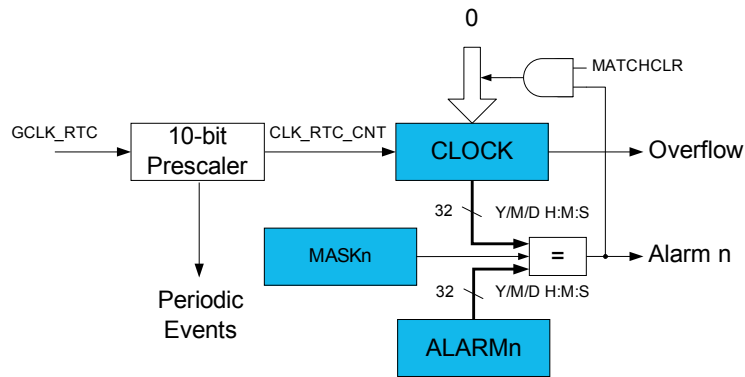 0
MATCHCLR
GCLK_RTC
10-bit
Prescaler
CLK_RTC_CNT
CLOCK
Overflow
32
Y/M/D H:M:S
MASKn
=
Alarm n
32
Y/M/D H:M:S
Periodic
Events
ALARMn